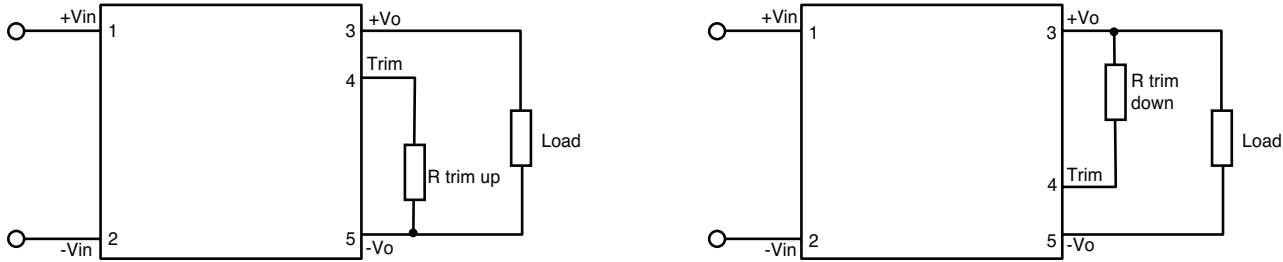 +Vin
1
3
+Vo
Trim
4
Load
R trim up
2
-Vin
5
-Vo
+Vin
1
3
+Vo
R trim
down
Load
Trim
4
2
-Vin
5
-Vo